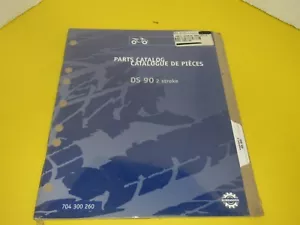 PARTS CATALOG
CATALOGUE DE PIÈCES
DS 90 2 stroke
704 300 260